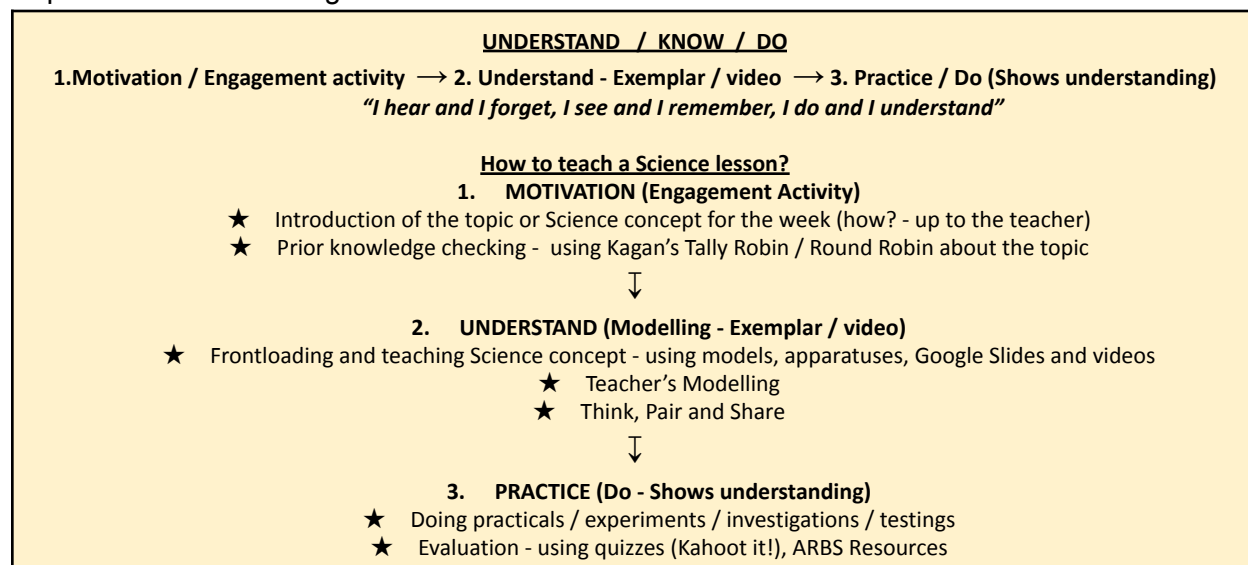 UNDERSTAND / KNOW / DO
1.Motivation / Engagement activity → 2. Understand - Exemplar / video → 3. Practice / Do (Shows understanding)
“I hear and I forget, I see and I remember, I do and I understand”
How to teach a Science lesson?
1. MOTIVATION (Engagement Activity)
★ Introduction of the topic or Science concept for the week (how? - up to the teacher)
★ Prior knowledge checking - using Kagan’s Tally Robin / Round Robin about the topic
↧
2. UNDERSTAND (Modelling - Exemplar / video)
★ Frontloading and teaching Science concept - using models, apparatuses, Google Slides and videos
★ Teacher’s Modelling
★ Think, Pair and Share
↧
3. PRACTICE (Do - Shows understanding)
★ Doing practicals / experiments / investigations / testings
★ Evaluation - using quizzes (Kahoot it!), ARBS Resources